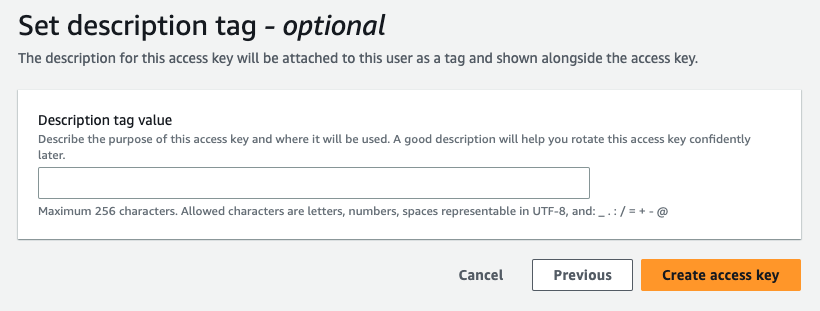 Set description tag - optional
The description for this access key will be attached to this user as a tag and shown alongside the access key.
Description tag value
Describe the purpose of this access key and where it will be used. A good description will help you rotate this access key confidently
later.
Maximum 256 characters. Allowed characters are letters, numbers, spaces representable in UTF-8, and: _ . : / = + - @
Cancel Previous Create access key